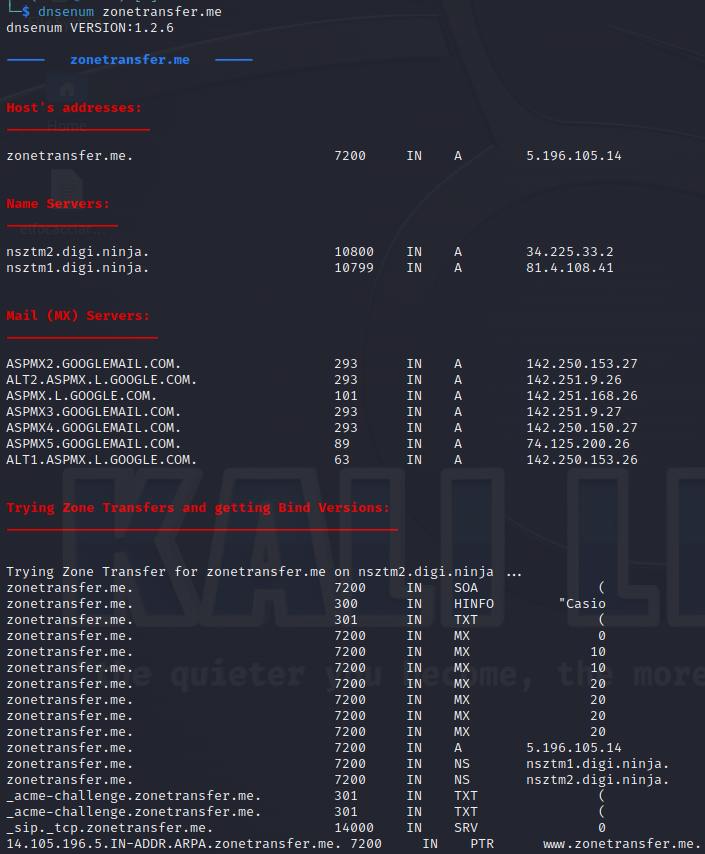 └─$ dnsenum zonetransfer.me
dnsenum VERSION:1.2.6
----- zonetransfer.me -----
Host's addresses:
zonetransfer.me. 7200 IN A 5.196.105.14
Name Servers:
nsztm2.digi.ninja. 10800 IN A 34.225.33.2
nsztm1.digi.ninja. 10799 IN A 81.4.108.41
Mail (MX) Servers:
ASPMX2.GOOGLEMAIL.COM. 293 IN A 142.250.153.27
ALT2.ASPMX.L.GOOGLE.COM. 293 IN A 142.251.9.26
ASPMX.L.GOOGLE.COM. 101 IN A 142.251.168.26
ASPMX3.GOOGLEMAIL.COM. 293 IN A 142.251.9.27
ASPMX4.GOOGLEMAIL.COM. 293 IN A 142.250.150.27
ASPMX5.GOOGLEMAIL.COM. 89 IN A 74.125.200.26
ALT1.ASPMX.L.GOOGLE.COM. 63 IN A 142.250.153.26
Trying Zone Transfers and getting Bind Versions:
Trying Zone Transfer for zonetransfer.me on nsztm2.digi.ninja ...
zonetransfer.me. 7200 IN SOA (
zonetransfer.me. 300 IN HINFO "Casio
zonetransfer.me. 301 IN TXT (
zonetransfer.me. 7200 IN MX 0
zonetransfer.me. 7200 IN MX 10
zonetransfer.me. 7200 IN MX 10
zonetransfer.me. 7200 IN MX 20
zonetransfer.me. 7200 IN MX 20
zonetransfer.me. 7200 IN MX 20
zonetransfer.me. 7200 IN MX 20
zonetransfer.me. 7200 IN A 5.196.105.14
zonetransfer.me. 7200 IN NS nsztm1.digi.ninja.
zonetransfer.me. 7200 IN NS nsztm2.digi.ninja.
_acme-challenge.zonetransfer.me. 301 IN TXT (
_acme-challenge.zonetransfer.me. 301 IN TXT (
_sip._tcp.zonetransfer.me. 14000 IN SRV 0
14.105.196.5.IN-ADDR.ARPA.zonetransfer.me. 7200 IN PTR www.zonetransfer.me.
Home
KALI LI
the quieter you become, the more